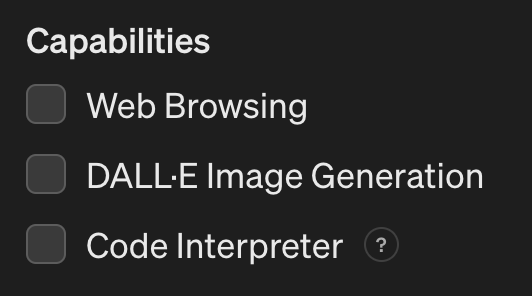 Capabilities
Web Browsing
DALL·E Image Generation
Code Interpreter ?